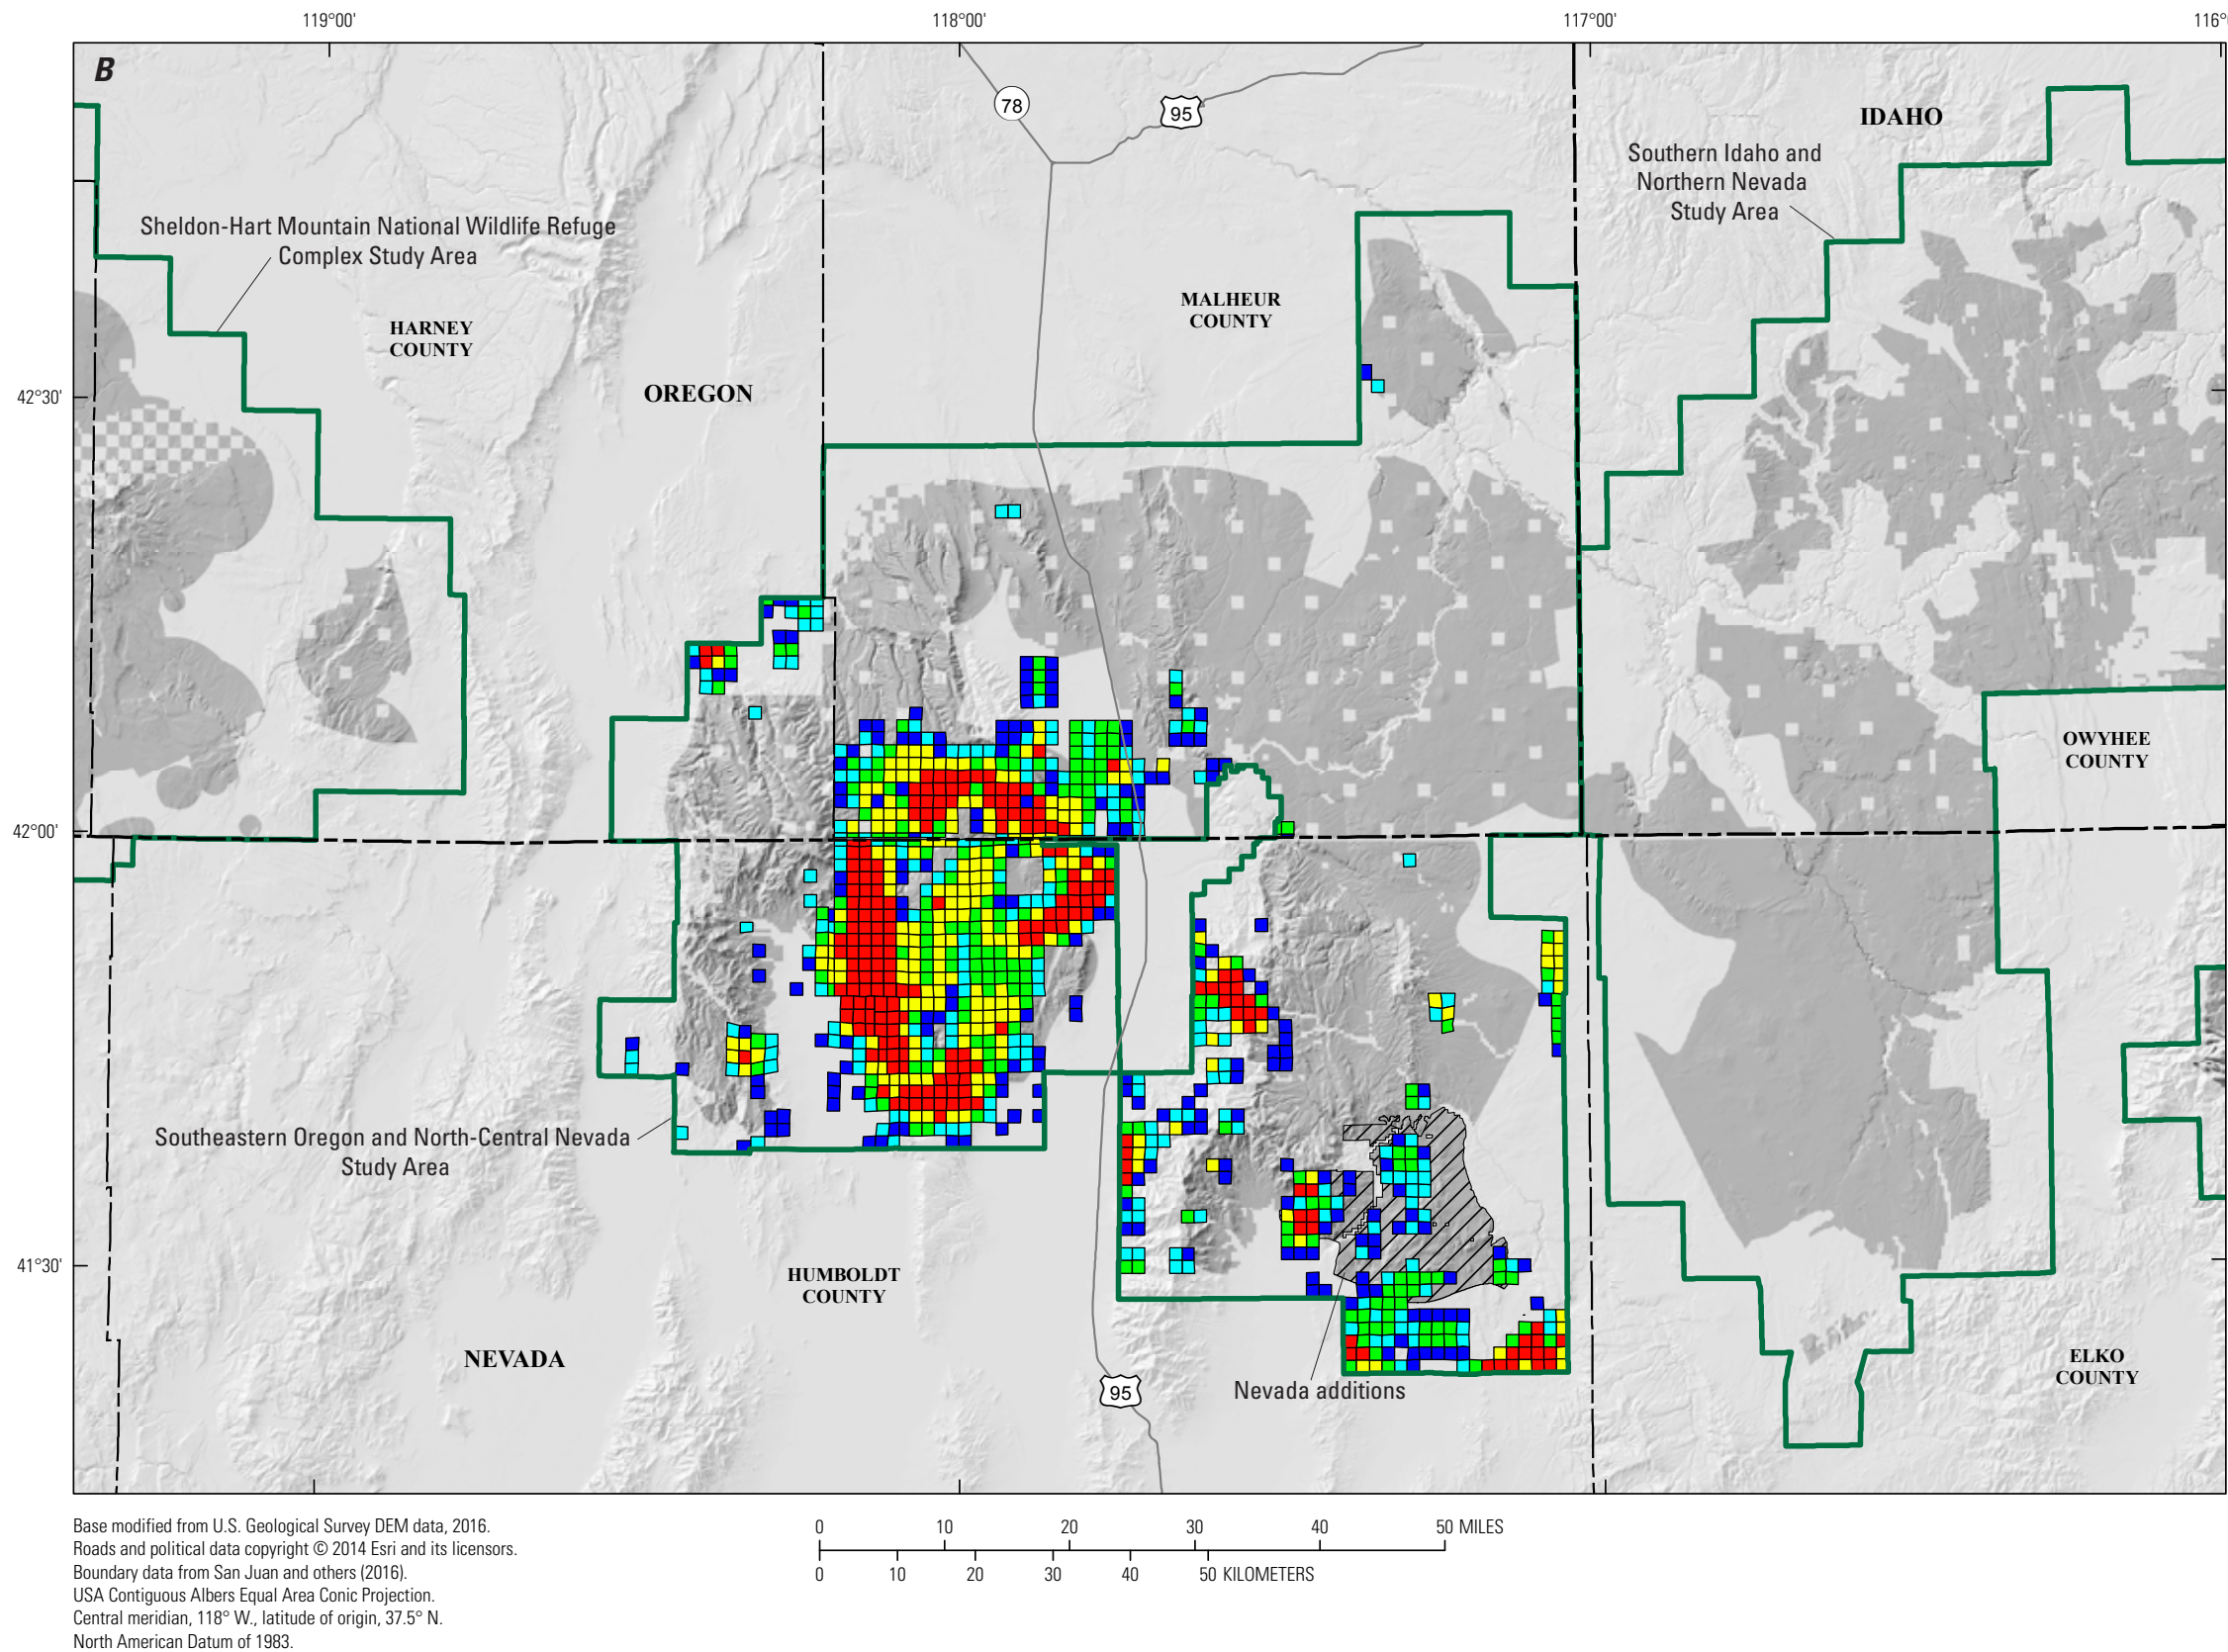 119°00'
118°00'
117°00'
116°
B
78
95
IDAHO
Southern Idaho and
Northern Nevada
Study Area
Sheldon-Hart Mountain National Wildlife Refuge
Complex Study Area
HARNEY
COUNTY
MALHEUR
COUNTY
OREGON
42°30'
OWYHEE
COUNTY
42°00'
Southeastern Oregon and North-Central Nevada
Study Area
41°30'
HUMBOLDT
COUNTY
NEVADA
95
Nevada additions
ELKO
COUNTY
Base modified from U.S. Geological Survey DEM data, 2016.
Roads and political data copyright © 2014 Esri and its licensors.
Boundary data from San Juan and others (2016).
USA Contiguous Albers Equal Area Conic Projection.
Central meridian, 118° W., latitude of origin, 37.5° N.
North American Datum of 1983.
0 10 20 30 40 50 MILES
0 10 20 30 40 50 KILOMETERS